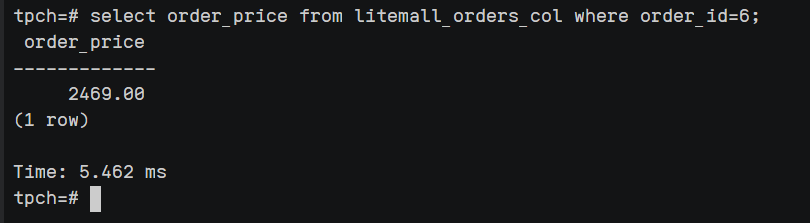 tpch=# select order_price from litemall_orders_col where order_id=6;
 order_price
-------------
     2469.00
(1 row)

Time: 5.462 ms
tpch=#